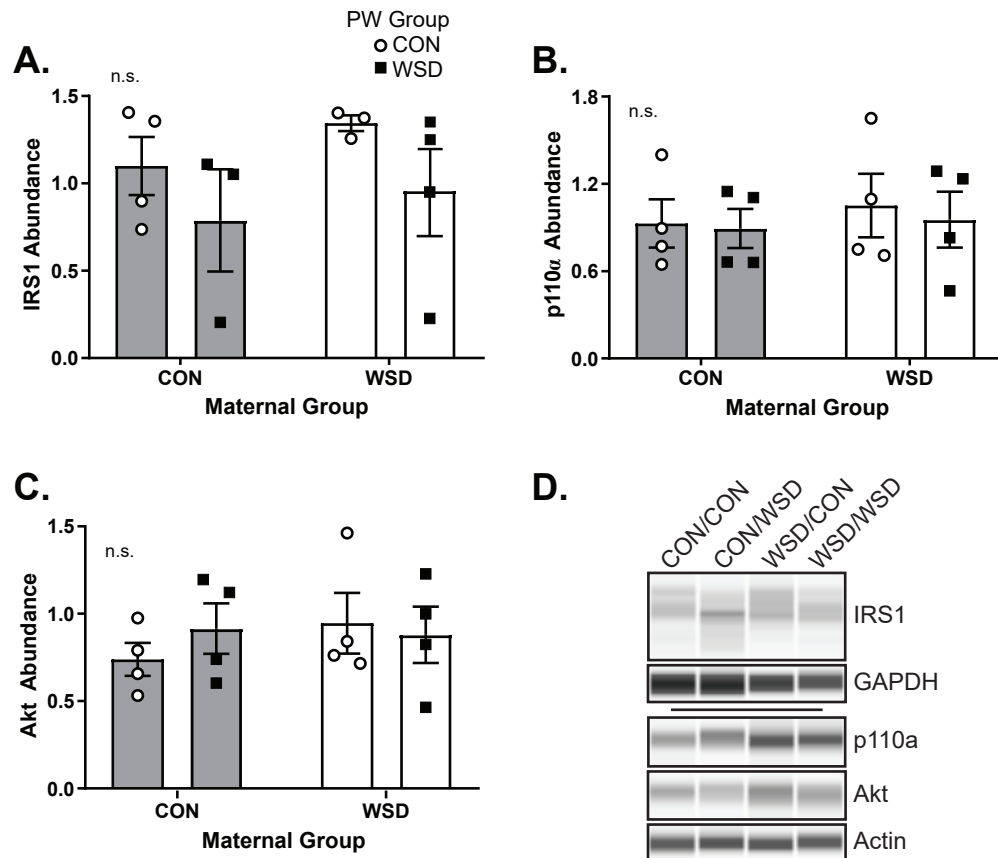 PW Group
CON
WSD
A.
n.s.
1.5
1.0
0.5
0.0
IRS1 Abundance
CON
WSD
Maternal Group
B.
n.s.
1.8
1.2
0.6
0.0
p110α Abundance
CON
WSD
Maternal Group
C.
n.s.
1.5
1.0
0.5
0.0
Akt Abundance
CON
WSD
Maternal Group
D.
CON/CON
CON/WSD
WSD/CON
WSD/WSD
IRS1
GAPDH
p110a
Akt
Actin